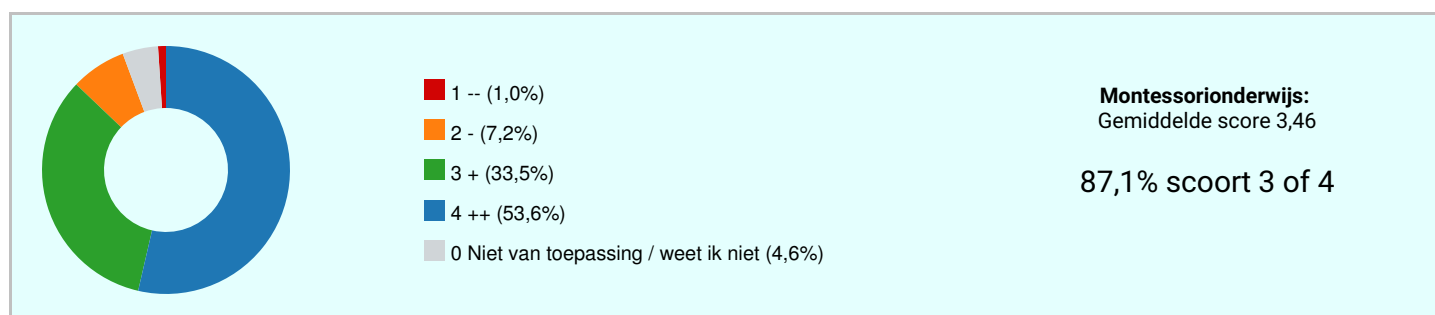 1 -- (1,0%)
2 - (7,2%)
3 + (33,5%)
4 ++ (53,6%)
0 Niet van toepassing / weet ik niet (4,6%)
Montessorionderwijs:
Gemiddelde score 3,46
87,1% scoort 3 of 4